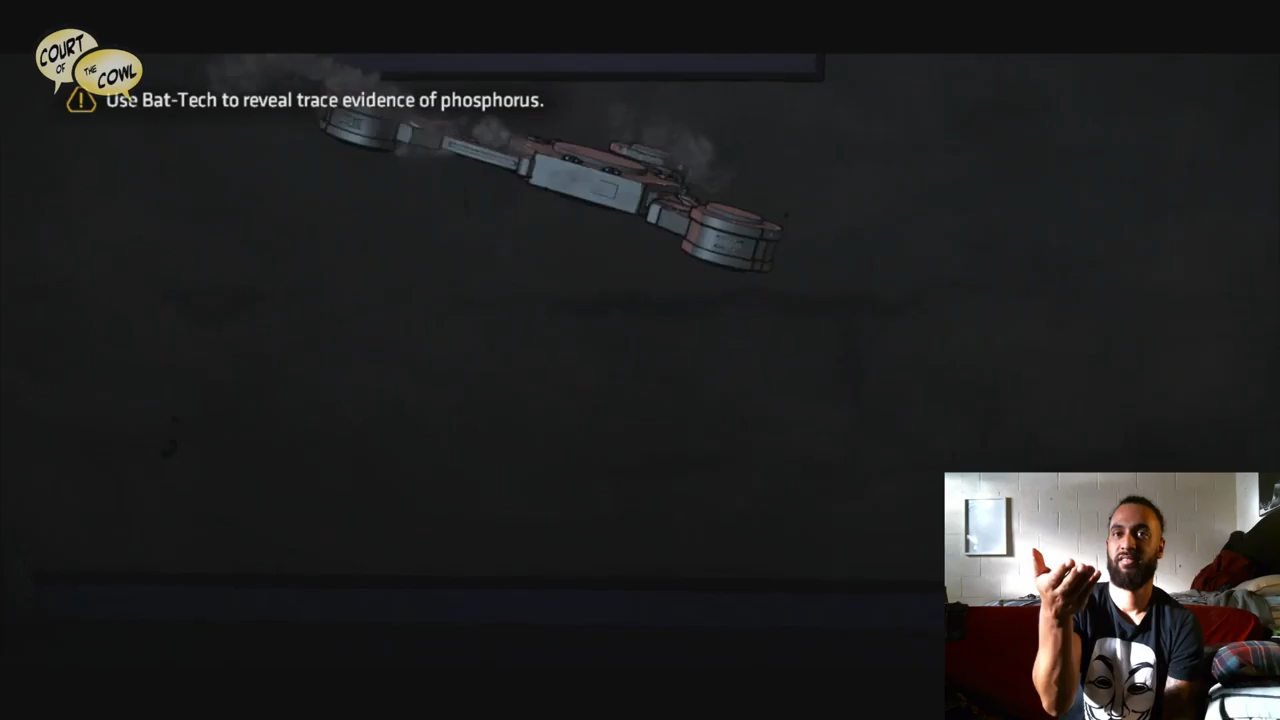 COURT
OF
THE
COWL
Use Bat-Tech to reveal trace evidence of phosphorus.